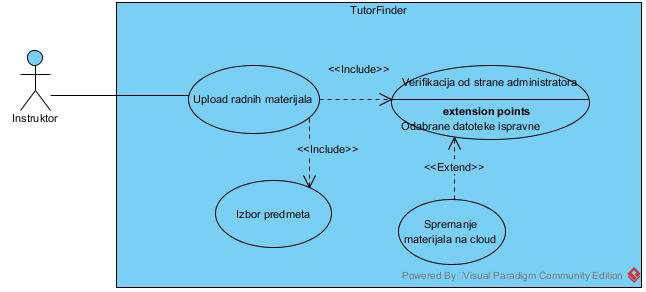 TutorFinder
<<Include>>
Verifikacija od strane administratora
Upload radnih materijala
extension points
Instruktor
Odabrane datoteke ispravne
<<Include>>
<<Extend>>
Izbor predmeta
Spremanje
materijala na cloud
Powered By Visual Paradigm Community Edition